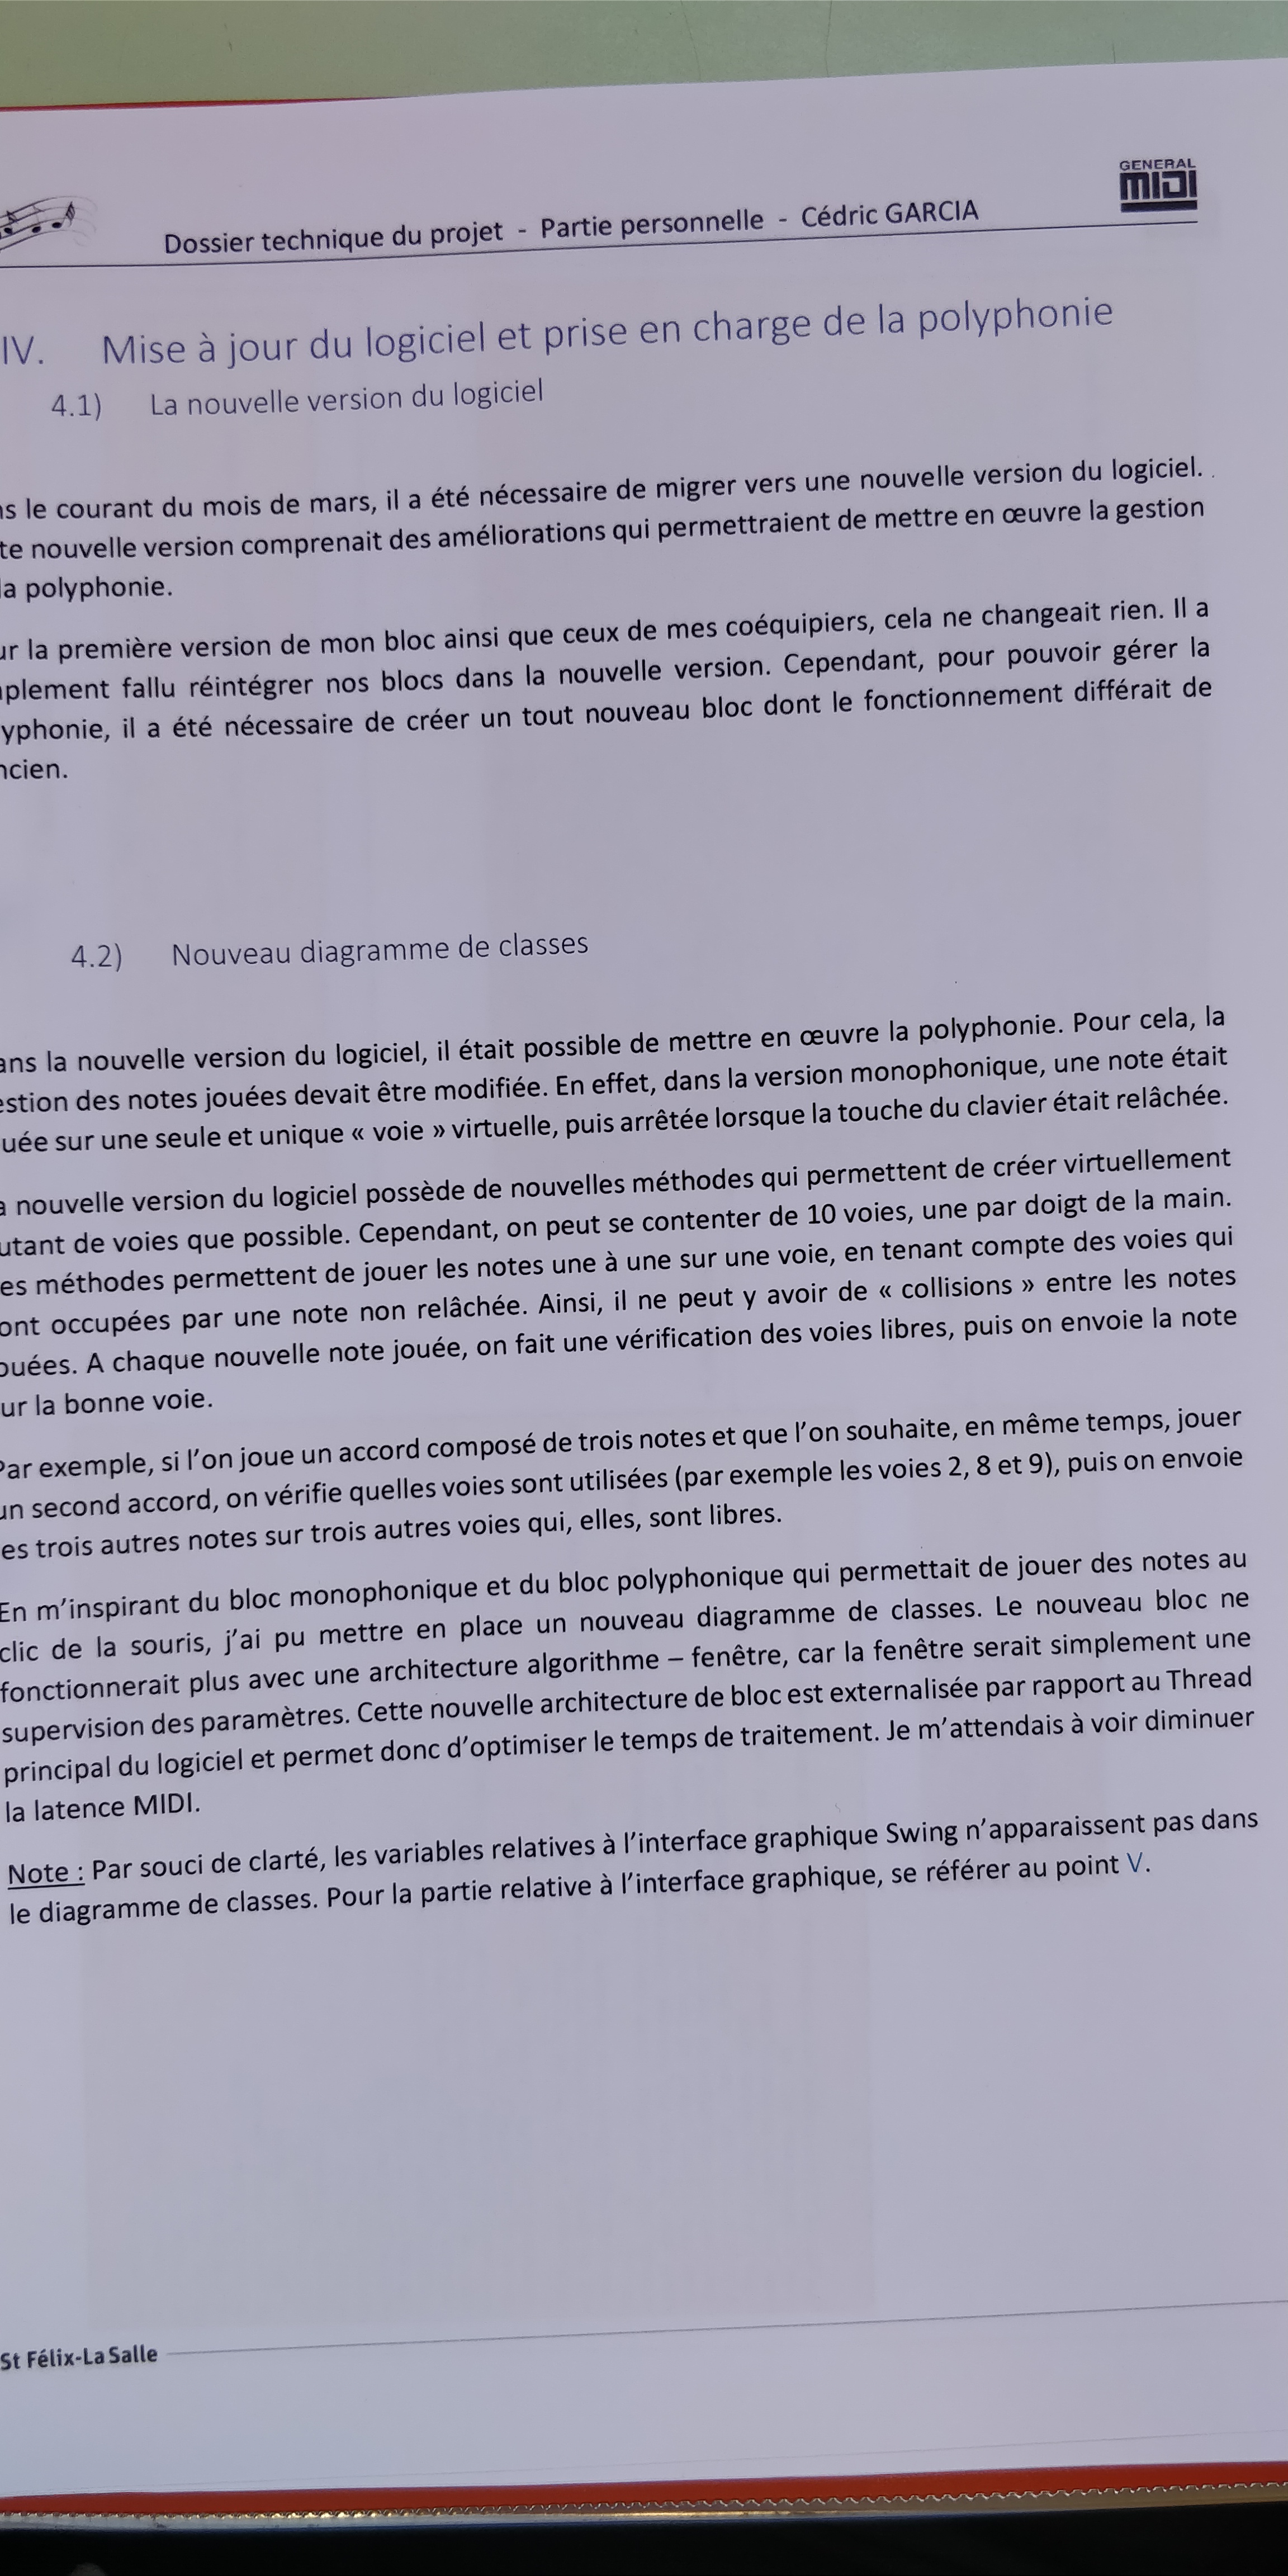 GENERAL
MIDI
Dossier technique du projet - Partie personnelle - Cédric GARCIA
IV. Mise à jour du logiciel et prise en charge de la polyphonie
4.1) La nouvelle version du logiciel
ns le courant du mois de mars, il a été nécessaire de migrer vers une nouvelle version du logiciel.
te nouvelle version comprenait des améliorations qui permettraient de mettre en œuvre la gestion
la polyphonie.
ur la première version de mon bloc ainsi que ceux de mes coéquipiers, cela ne changeait rien. Il a
plement fallu réintégrer nos blocs dans la nouvelle version. Cependant, pour pouvoir gérer la
yphonie, il a été nécessaire de créer un tout nouveau bloc dont le fonctionnement différait de
ncien.
4.2) Nouveau diagramme de classes
ans la nouvelle version du logiciel, il était possible de mettre en œuvre la polyphonie. Pour cela, la
estion des notes jouées devait être modifiée. En effet, dans la version monophonique, une note était
uée sur une seule et unique « voie » virtuelle, puis arrêtée lorsque la touche du clavier était relâchée.
a nouvelle version du logiciel possède de nouvelles méthodes qui permettent de créer virtuellement
utant de voies que possible. Cependant, on peut se contenter de 10 voies, une par doigt de la main.
es méthodes permettent de jouer les notes une à une sur une voie, en tenant compte des voies qui
ont occupées par une note non relâchée. Ainsi, il ne peut y avoir de « collisions » entre les notes
ouées. A chaque nouvelle note jouée, on fait une vérification des voies libres, puis on envoie la note
ur la bonne voie.
Par exemple, si l'on joue un accord composé de trois notes et que l'on souhaite, en même temps, jouer
un second accord, on vérifie quelles voies sont utilisées (par exemple les voies 2, 8 et 9), puis on envoie
es trois autres notes sur trois autres voies qui, elles, sont libres.
En m'inspirant du bloc monophonique et du bloc polyphonique qui permettait de jouer des notes au
clic de la souris, j'ai pu mettre en place un nouveau diagramme de classes. Le nouveau bloc ne
fonctionnerait plus avec une architecture algorithme – fenêtre, car la fenêtre serait simplement une
supervision des paramètres. Cette nouvelle architecture de bloc est externalisée par rapport au Thread
principal du logiciel et permet donc d'optimiser le temps de traitement. Je m'attendais à voir diminuer
la latence MIDI.
Note : Par souci de clarté, les variables relatives à l'interface graphique Swing n'apparaissent pas dans
le diagramme de classes. Pour la partie relative à l'interface graphique, se référer au point V.
St Félix-La Salle